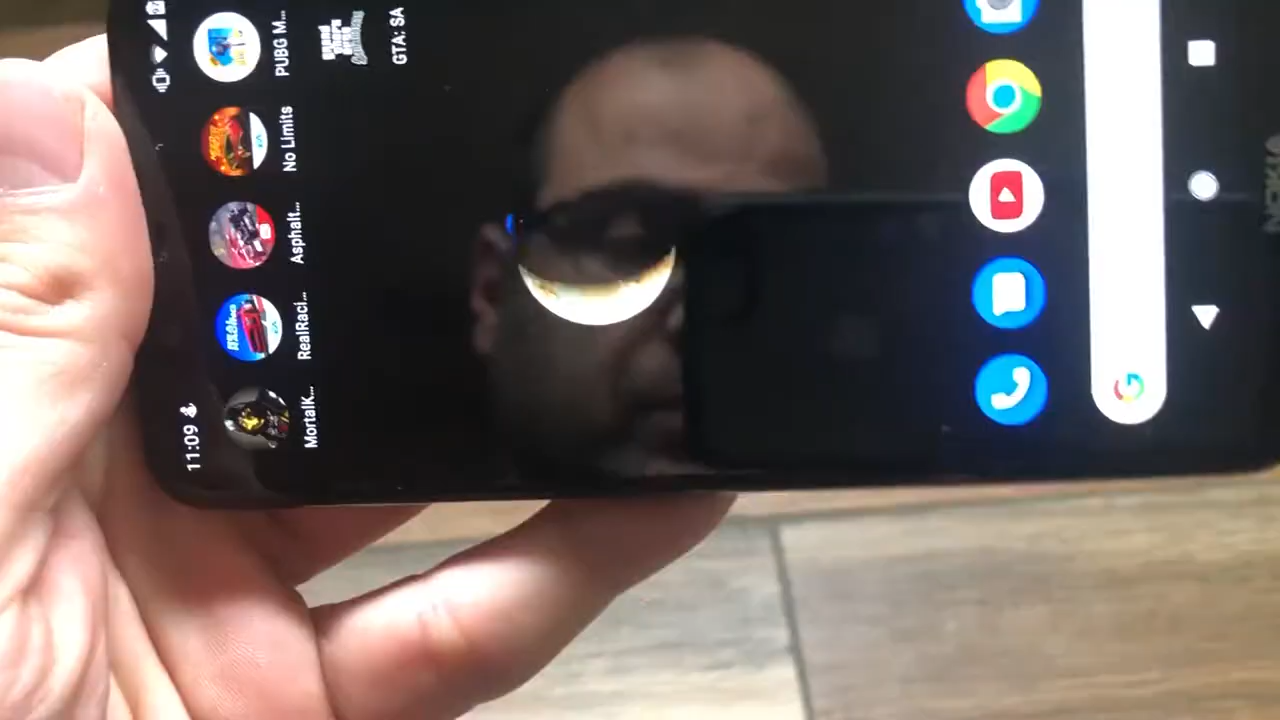 11:09
MortalK...
RealRaci...
Asphalt...
No Limits
PUBG M...
GTA: SA
NOKIA